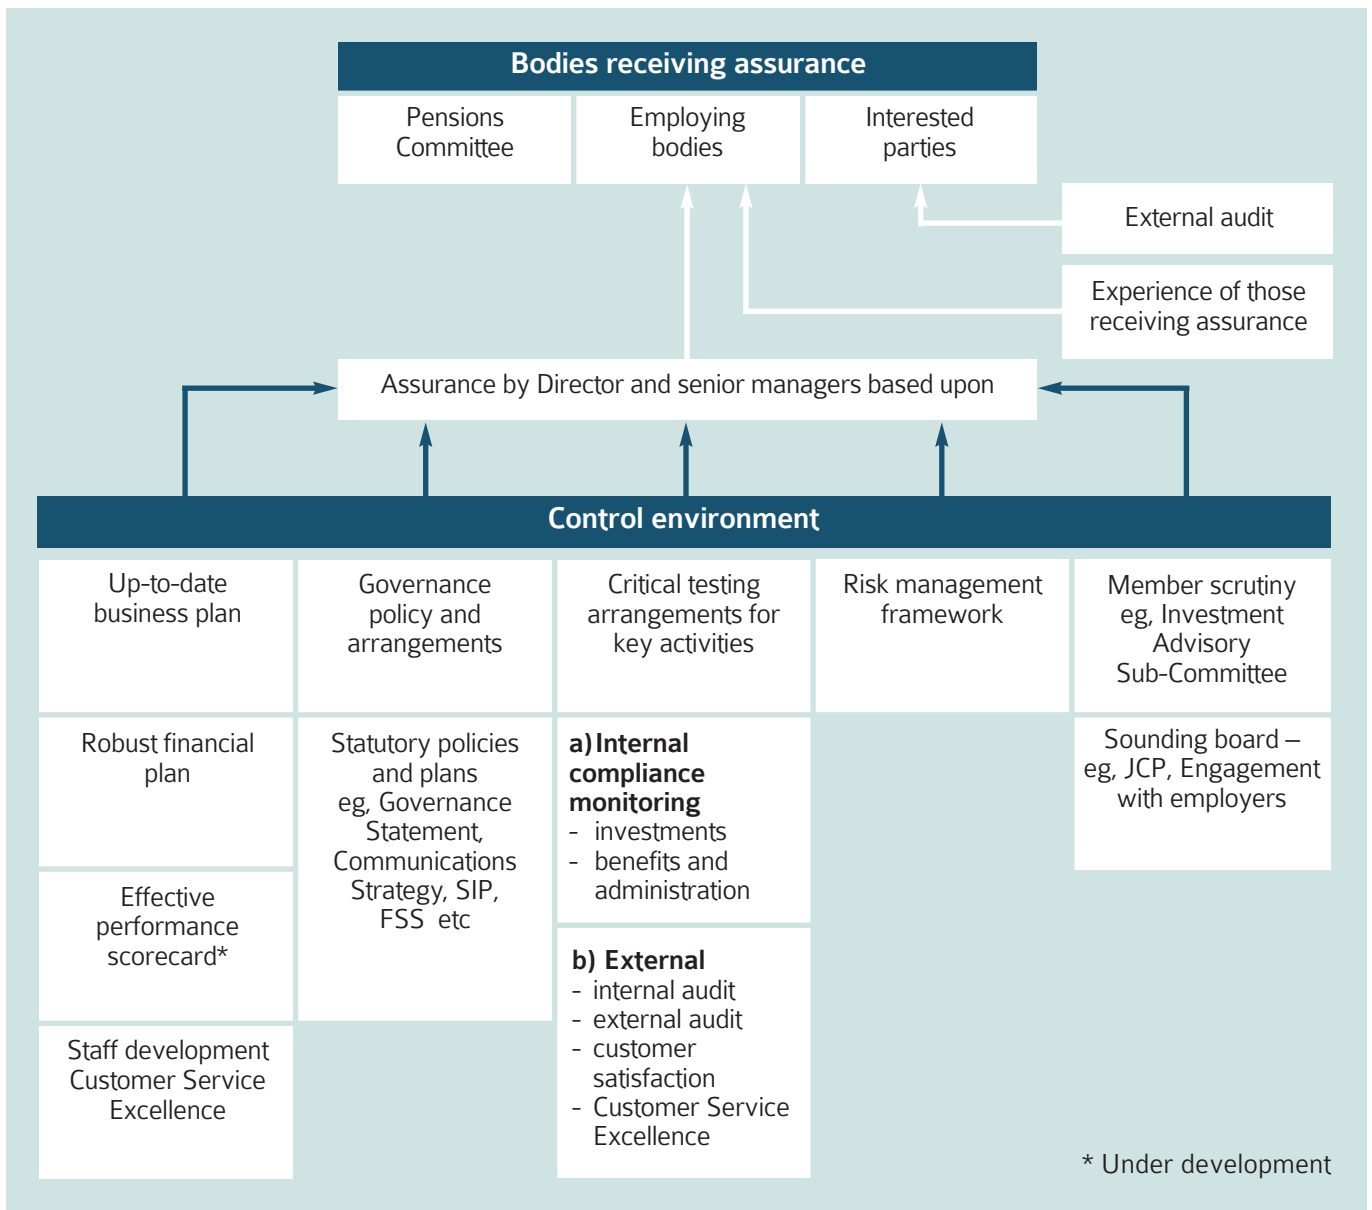 Bodies receiving assurance
Pensions
Committee
Employing
bodies
Interested
parties
External audit
Experience of those
receiving assurance
Assurance by Director and senior managers based upon
Control environment
Up-to-date
business plan
Governance
policy and
arrangements
Critical testing
arrangements for
key activities
Risk management
framework
Member scrutiny
eg, Investment
Advisory
Sub-Committee
Robust financial
plan
Statutory policies
and plans
eg, Governance
Statement,
Communications
Strategy, SIP,
FSS etc
a) Internal
compliance
monitoring
- investments
- benefits and
administration
Sounding board –
eg, JCP, Engagement
with employers
Effective
performance
scorecard*
b) External
- internal audit
- external audit
- customer
satisfaction
- Customer Service
Excellence
Staff development
Customer Service
Excellence
* Under development